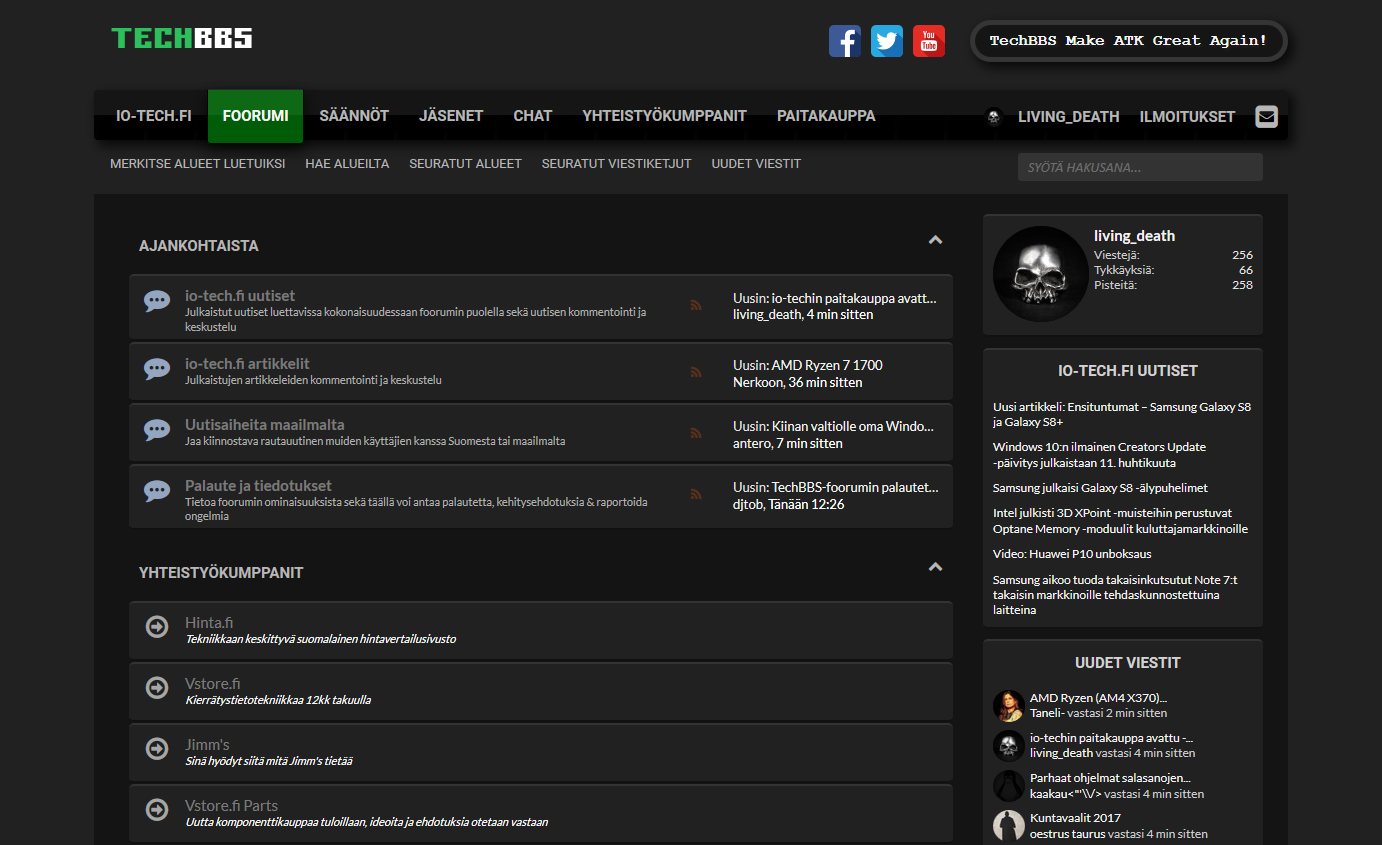 TECHBBS
You Tube
TechBBS Make ATK Great Again!
IO-TECH.FI FOORUMI SÄÄNNÖT JÄSENET CHAT YHTEISTYÖKUMPPANIT PAITAKAUPPA LIVING_DEATH ILMOITUKSET
MERKITSE ALUEET LUETUIKSI HAE ALUEILTA SEURATUT ALUEET SEURATUT VIESTIKETJUT UUDET VIESTIT SYÖTÄ HAKUSANA...
AJANKOHTAISTA
io-tech.fi uutiset
Julkaistut uutiset luettavissa kokonaisuudessaan foorumin puolella sekä uutisen kommentointi ja
keskustelu
Uusin: io-techin paitakauppa avatt...
living_death, 4 min sitten
io-tech.fi artikkelit
Julkaistujen artikkeleiden kommentointi ja keskustelu
Uusin: AMD Ryzen 7 1700
Nerkoon, 36 min sitten
Uutisaiheita maailmalta
Jaa kiinnostava rautauutinen muiden käyttäjien kanssa Suomesta tai maailmalta
Uusin: Kiinan valtiolle oma Windo...
antero, 7 min sitten
Palaute ja tiedotukset
Tietoa foorumin ominaisuuksista sekä täällä voi antaa palautetta, kehitysehdotuksia & raportoida
ongelmia
Uusin: TechBBS-foorumin palautet...
djtob, Tänään 12:26
YHTEISTYÖKUMPPANIT
Hinta.fi
Tekniikkaan keskittyvä suomalainen hintavertailusivusto
Vstore.fi
Kierrätystietotekniikkaa 12kk takuulla
Jimm's
Sinä hyödyt siitä mitä Jimm's tietää
Vstore.fi Parts
Uutta komponenttikauppaa tuloillaan, ideoita ja ehdotuksia otetaan vastaan
living_death
Viestejä: 256
Tykkäyksiä: 66
Pisteitä: 258
IO-TECH.FI UUTISET
Uusi artikkeli: Ensituntumat – Samsung Galaxy S8
ja Galaxy S8+
Windows 10:n ilmainen Creators Update
-päivitys julkaistaan 11. huhtikuuta
Samsung julkaisi Galaxy S8 -älypuhelimet
Intel julkisti 3D XPoint -muisteihin perustuvat
Optane Memory -moduulit kuluttajamarkkinoille
Video: Huawei P10 unboksaus
Samsung aikoo tuoda takaisinkutsutut Note 7:t
takaisin markkinoille tehdaskunnostettuina
laitteina
UUDET VIESTIT
AMD Ryzen (AM4 X370)...
Taneli- vastasi 2 min sitten
io-techin paitakauppa avattu -...
living_death vastasi 4 min sitten
Parhaat ohjelmat salasanojen...
kaakau<"'\\/> vastasi 4 min sitten
Kuntavaalit 2017
oestrus taurus vastasi 4 min sitten